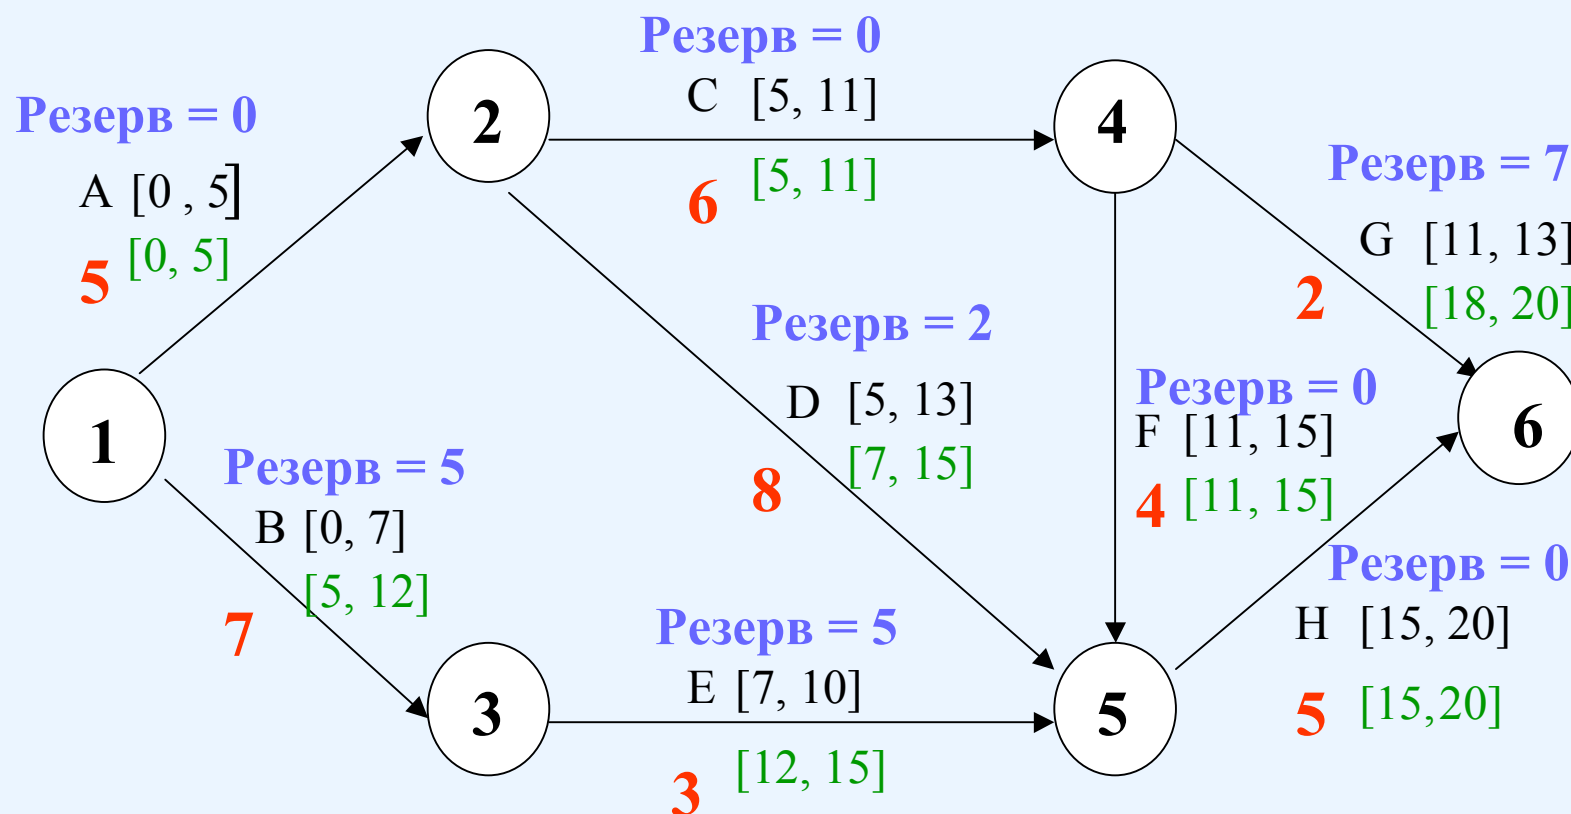 Резерв = 0
C [5, 11]
2
4
Резерв = 0
[5, 11]
Резерв = 7
A [0 , 5]
6
G [11, 13]
[0, 5]
5
2
[18, 20]
Резерв = 2
D [5, 13]
Резерв = 0
1
F [11, 15]
6
Резерв = 5
[7, 15]
8
4 [11, 15]
B [0, 7]
[5, 12]
Резерв = 0
7
Резерв = 5
H [15, 20]
E [7, 10]
3
5
5 [15,20]
[12, 15]
3